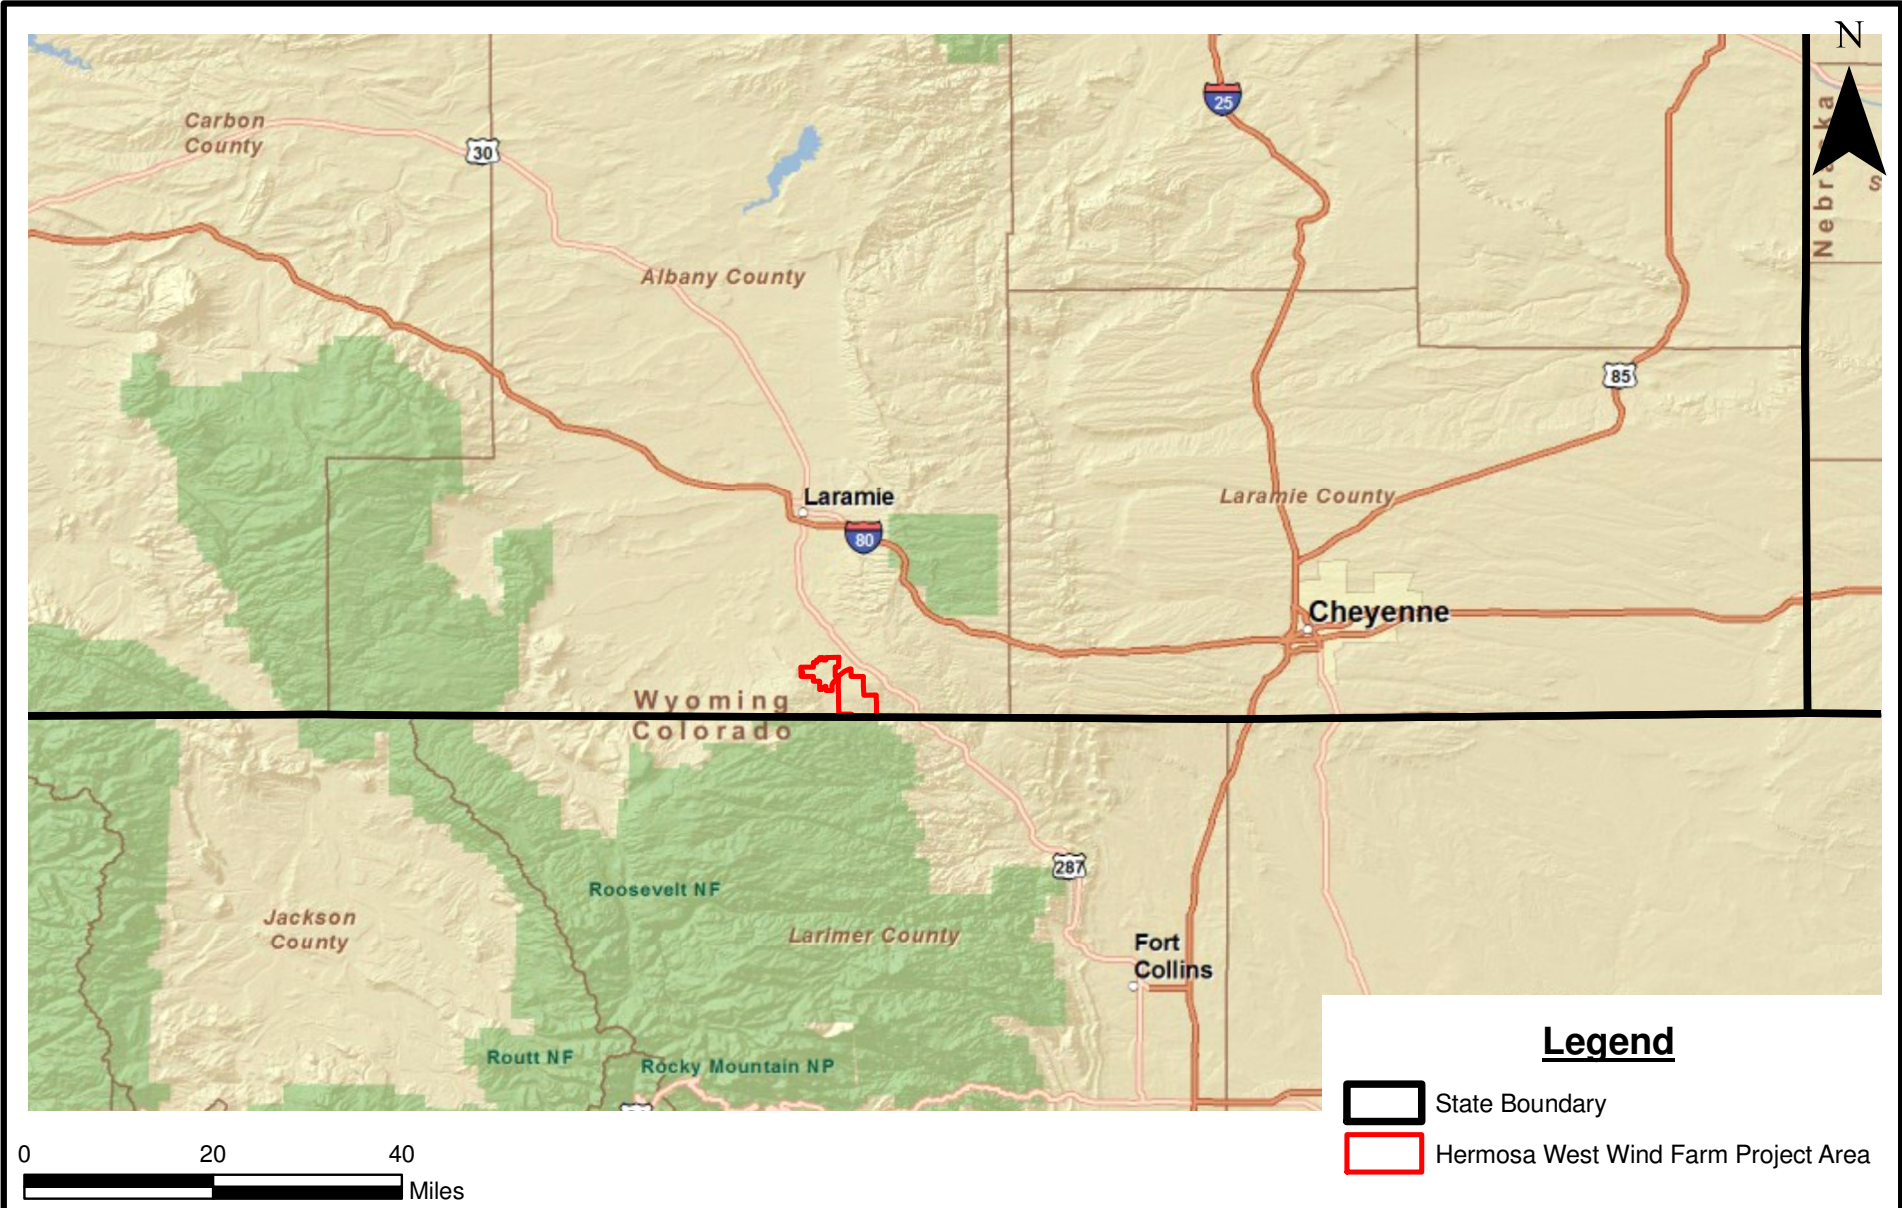 N
25
Carbon
County
30
Nebraska
S
Albany County
85
Laramie
Laramie County
80
Cheyenne
Wyoming
Colorado
287
Roosevelt NF
Jackson
County
Larimer County
Fort
Collins
Routt NF
Rocky Mountain NP
Legend
State Boundary
Hermosa West Wind Farm Project Area
0 20 40
Miles